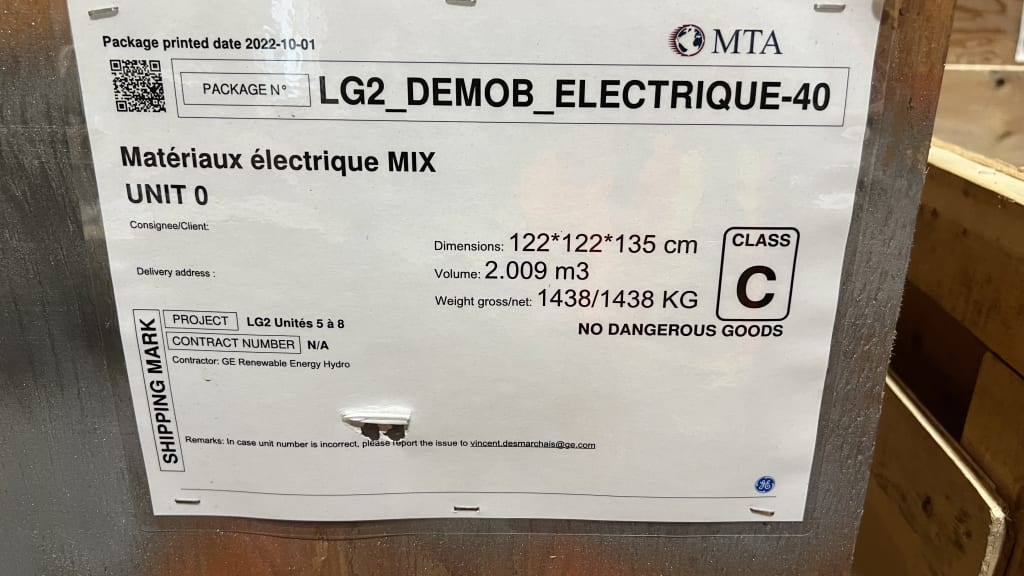 Package printed date 2022-10-01
MTA
PACKAGE N° LG2_DEMOB_ELECTRIQUE-40
Matériaux électrique MIX
UNIT 0
Consignee/Client:
Dimensions: 122*122*135 cm
Volume: 2.009 m3
Weight gross/net: 1438/1438 KG
CLASS
C
NO DANGEROUS GOODS
Delivery address :
SHIPPING MARK
PROJECT LG2 Unités 5 à 8
CONTRACT NUMBER N/A
Contractor: GE Renewable Energy Hydro
Remarks: In case unit number is incorrect, please report the issue to vincent.desmarchais@ge.com
GE